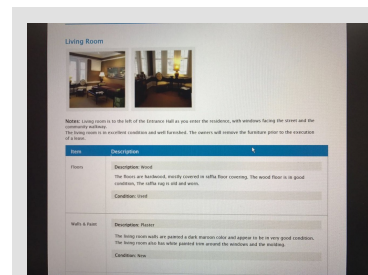 Living Room
Notes: Living room is to the left of the Entrance Hall as you enter the residence, with windows facing the street and the
community walkway.
The living room is in excellent condition and well furnished. The owners will remove the furniture prior to the execution
of a lease.
Item Description
Floors Description: Wood
The floors are hardwood, mostly covered in raffia floor covering. The wood floor is in good
condition, The raffia rug is old and worn.
Condition: Used
Walls & Paint Description: Plaster
The living room walls are painted a dark maroon color and appear to be in very good condition.
The living room also has white painted trim around the windows and the molding.
Condition: New